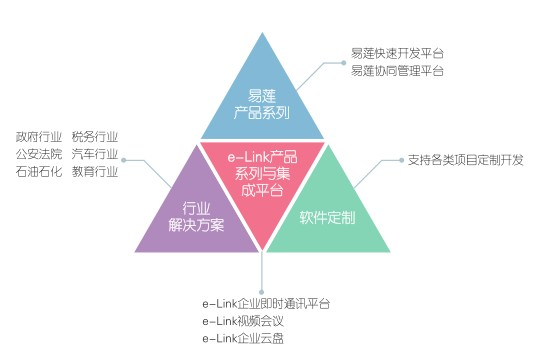 易莲快速开发平台
易莲协同管理平台
易莲
产品系列
政府行业 税务行业
公安法院 汽车行业
石油石化 教育行业
e-Link产品
系列与集
成平台
支持各类项目定制开发
行业
解决方案
软件定制
e-Link企业即时通讯平台
e-Link视频会议
e-Link企业云盘